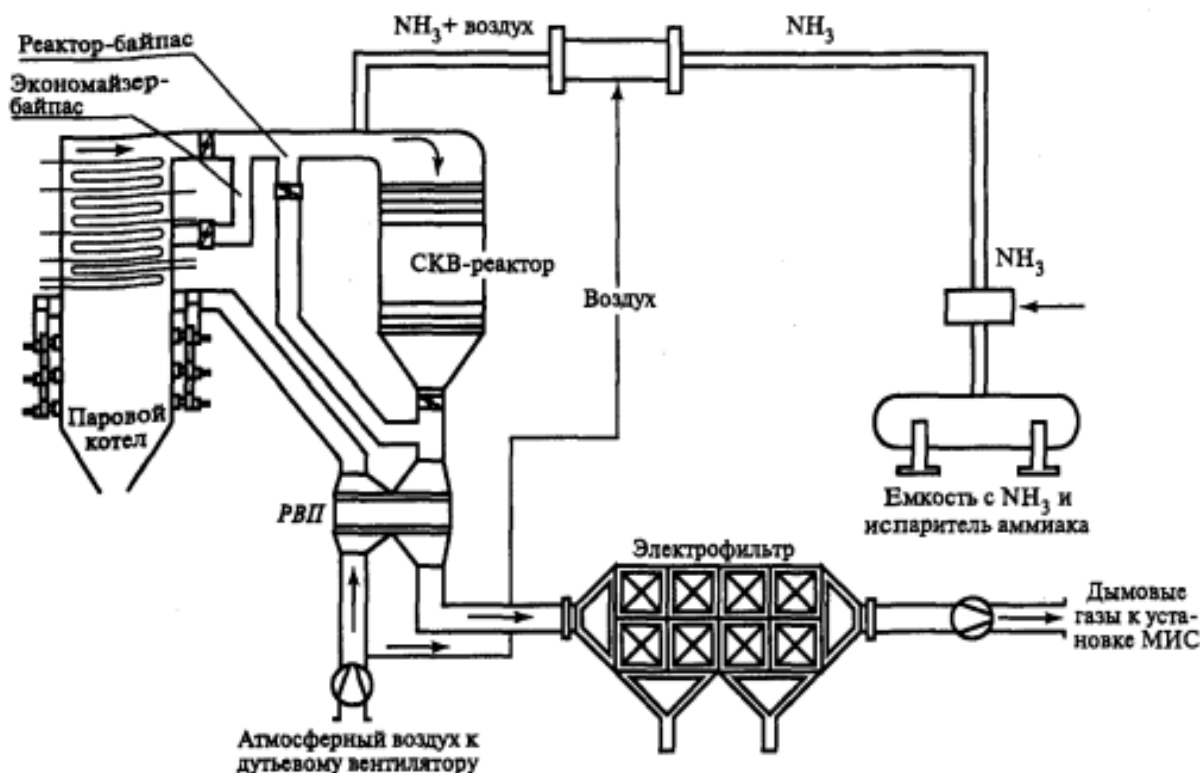 NH3+ воздух
NH3
Реактор-байпас
Экономайзер-
байпас
СКВ-реактор
Воздух
NH3
Паровой
котел
РВП
Емкость с NH3 и
испаритель аммиака
Электрофильтр
Дымовые
газы к уста-
новке МИС
Атмосферный воздух к
дутьевому вентилятору